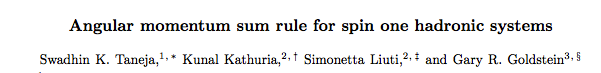 Angular momentum sum rule for spin one hadronic systems
Swadhin K. Taneja,¹,* Kunal Kathuria,²,† Simonetta Liuti,²,‡ and Gary R. Goldstein³,§